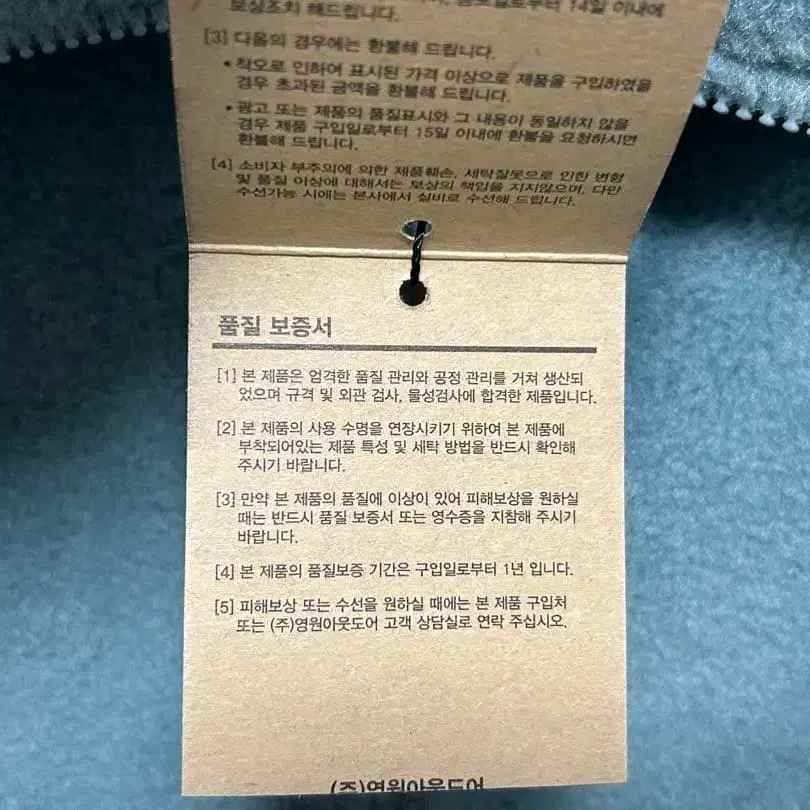 보상조치 해드립니다.
14일 이내에
[3] 다음의 경우에는 환불해 드립니다.
• 착오로 인하여 표시된 가격 이상으로 제품을 구입하였을
경우 초과된 금액을 환불해 드립니다.
• 광고 또는 제품의 품질표시와 그 내용이 동일하지 않을
경우 제품 구입일로부터 15일 이내에 환불을 요청하시면
환불해 드립니다.
[4] 소비자 부주의에 의한 제품훼손, 세탁잘못으로 인한 변형
및 품질 이상에 대해서는 보상의 책임을 지지않으며, 다만
수선가능 시에는 본사에서 실비로 수선해 드립니다.
품질 보증서
[1] 본 제품은 엄격한 품질 관리와 공정 관리를 거쳐 생산되
었으며 규격 및 외관 검사, 물성검사에 합격한 제품입니다.
[2] 본 제품의 사용 수명을 연장시키기 위하여 본 제품에
부착되어있는 제품 특성 및 세탁 방법을 반드시 확인해
주시기 바랍니다.
[3] 만약 본 제품의 품질에 이상이 있어 피해보상을 원하실
때는 반드시 품질 보증서 또는 영수증을 지참해 주시기
바랍니다.
[4] 본 제품의 품질보증 기간은 구입일로부터 1년 입니다.
[5] 피해보상 또는 수선을 원하실 때에는 본 제품 구입처
또는 (주)영원아웃도어 고객 상담실로 연락 주십시오.
(주)영원아웃도어